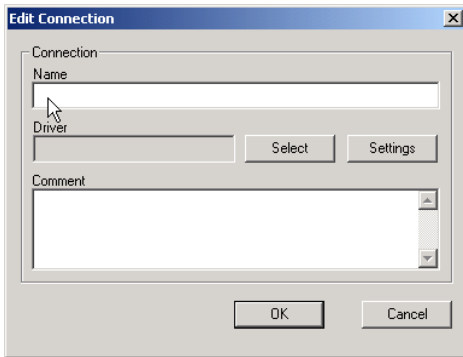 Edit Connection
Connection
Name
Driver
Select
Settings
Comment
OK
Cancel